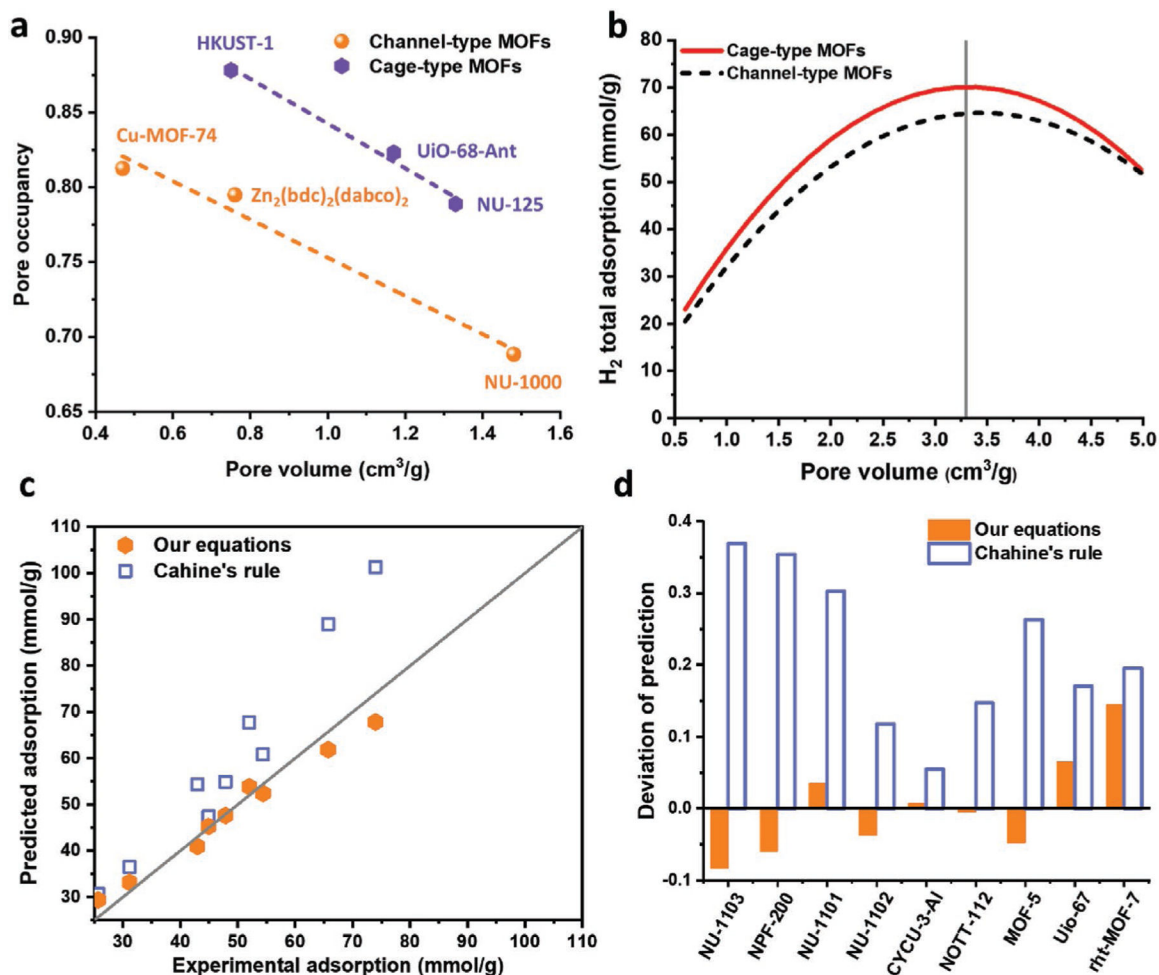 a
0.90
0.85
0.80
0.75
0.70
0.65
Pore occupancy
HKUST-1
Channel-type MOFs
Cage-type MOFs
Cu-MOF-74
UiO-68-Ant
Zn2(bdc)2(dabco)2
NU-125
NU-1000
0.4 0.6 0.8 1.0 1.2 1.4 1.6
Pore volume (cm3/g)
b
80
70
60
50
40
30
20
10
0
H2 total adsorption (mmol/g)
Cage-type MOFs
Channel-type MOFs
0.5 1.0 1.5 2.0 2.5 3.0 3.5 4.0 4.5 5.0
Pore volume (cm3/g)
c
110
100
90
80
70
60
50
40
30
Predicted adsorption (mmol/g)
Our equations
Cahine's rule
30 40 50 60 70 80 90 100 110
Experimental adsorption (mmol/g)
d
0.4
0.3
0.2
0.1
0.0
-0.1
Deviation of prediction
Our equations
Chahine's rule
NU-1103
NPF-200
NU-1101
NU-1102
CYCU-3-Al
NOTT-112
MOF-5
Uio-67
rht-MOF-7